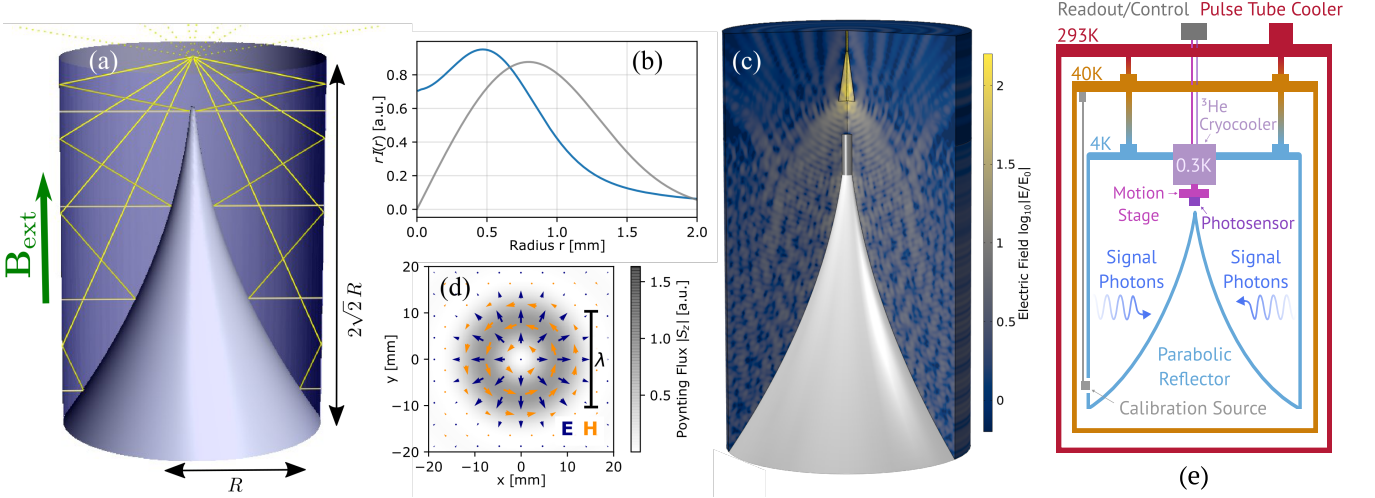 (a)
B_ext
2√2 R
R
(b)
rI(r) [a.u.]
0.8
0.6
0.4
0.2
0.0
0.0 0.5 1.0 1.5 2.0
Radius r [mm]
(d)
y [mm]
20
10
0
−10
−20
−20 −10 0 10 20
x [mm]
λ
E H
1.5
1.0
0.5
Poynting Flux |S_z| [a.u.]
(c)
2
1.5
1
0.5
0
Electric Field log₁₀|E/E₀|
Readout/Control Pulse Tube Cooler
293K
40K
³He
Cryocooler
4K
0.3K
Motion
Stage
Photosensor
Signal
Photons
Signal
Photons
Parabolic
Reflector
Calibration Source
(e)